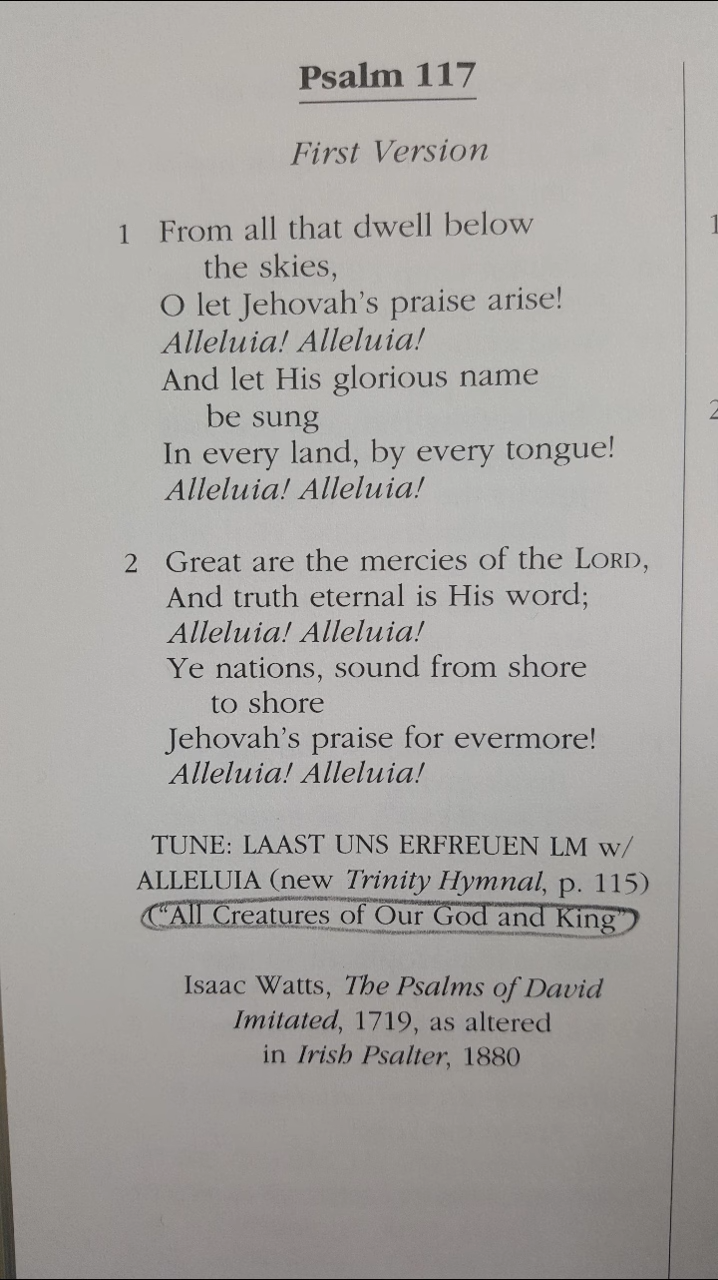 Psalm 117
First Version
1 From all that dwell below
the skies,
O let Jehovah's praise arise!
Alleluia! Alleluia!
And let His glorious name
be sung
In every land, by every tongue!
Alleluia! Alleluia!
2 Great are the mercies of the LORD,
And truth eternal is His word;
Alleluia! Alleluia!
Ye nations, sound from shore
to shore
Jehovah's praise for evermore!
Alleluia! Alleluia!
TUNE: LAAST UNS ERFREUEN LM w/
ALLELUIA (new Trinity Hymnal, p. 115)
("All Creatures of Our God and King")
Isaac Watts, The Psalms of David
Imitated, 1719, as altered
in Irish Psalter, 1880
1
2